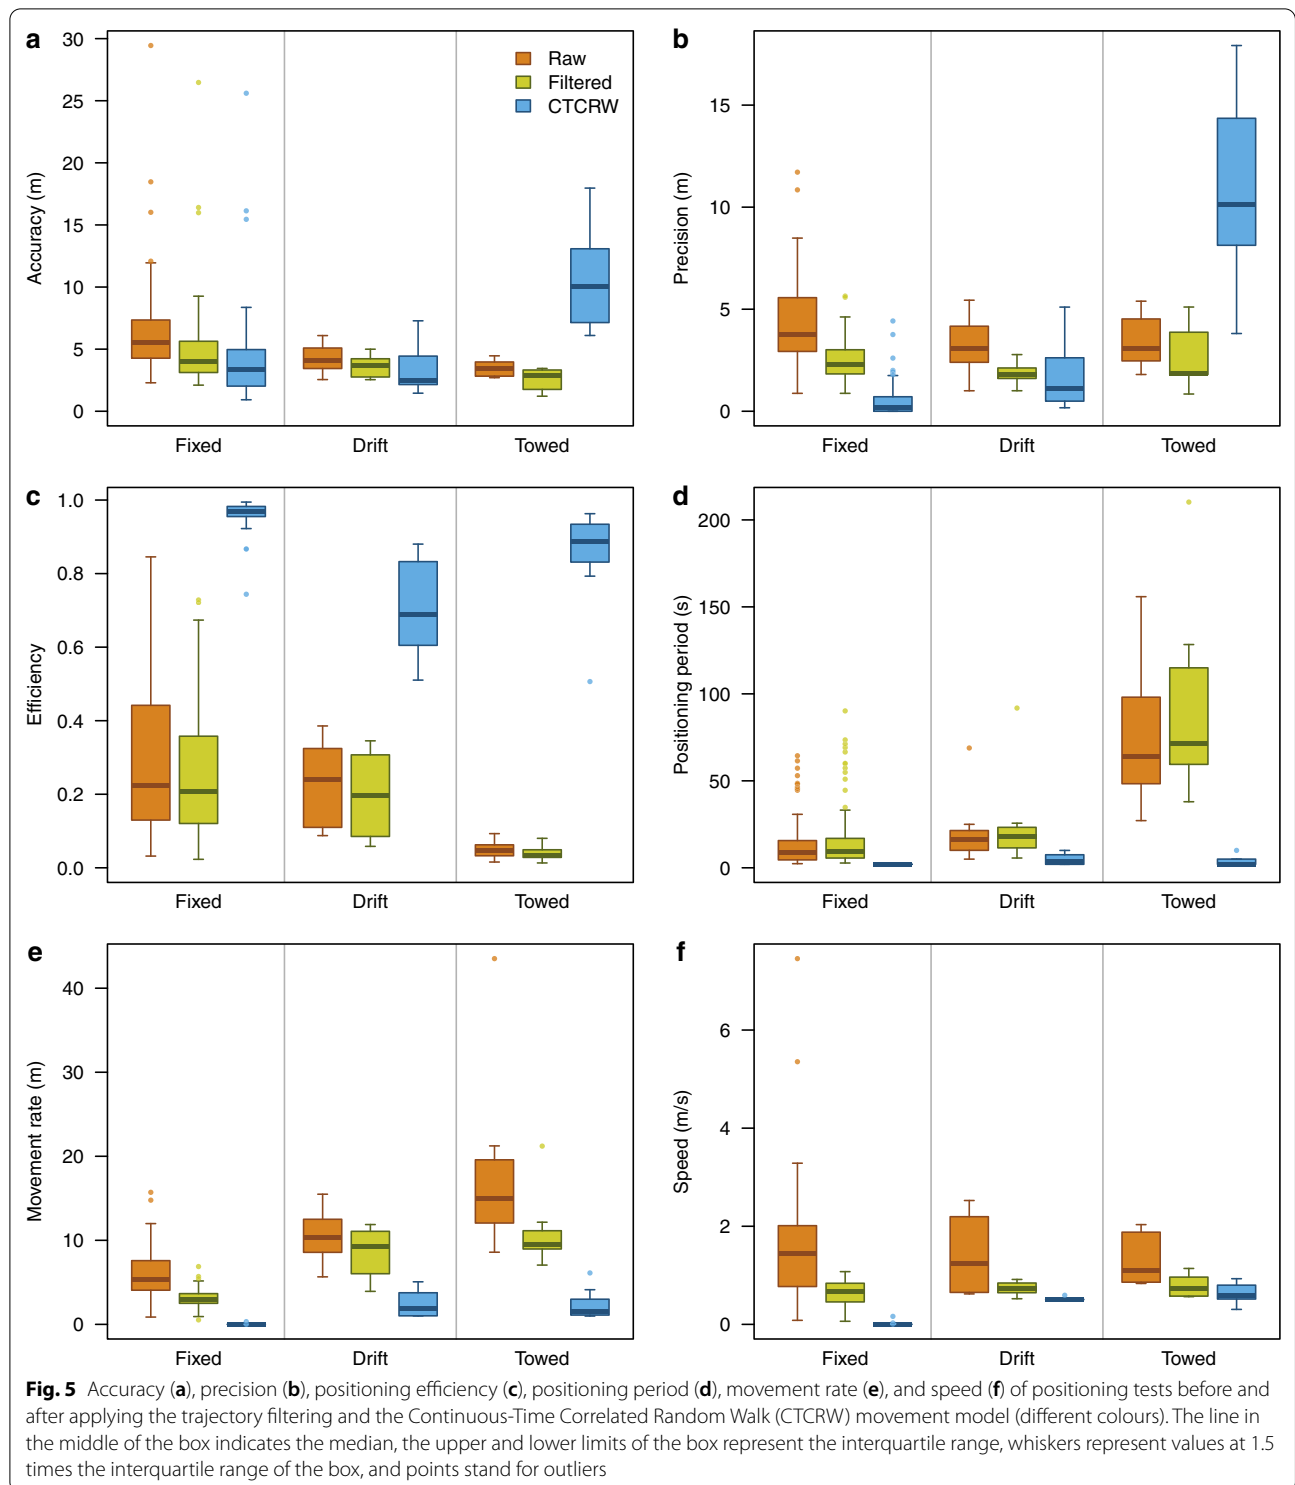 a
30
25
20
15
10
5
0
Accuracy (m)
Raw
Filtered
CTCRW
Fixed Drift Towed
b
15
10
5
0
Precision (m)
Fixed Drift Towed
c
1.0
0.8
0.6
0.4
0.2
0.0
Efficiency
Fixed Drift Towed
d
200
150
100
50
0
Positioning period (s)
Fixed Drift Towed
e
40
30
20
10
0
Movement rate (m)
Fixed Drift Towed
f
6
4
2
0
Speed (m/s)
Fixed Drift Towed
Fig. 5 Accuracy (a), precision (b), positioning efficiency (c), positioning period (d), movement rate (e), and speed (f) of positioning tests before and
after applying the trajectory filtering and the Continuous-Time Correlated Random Walk (CTCRW) movement model (different colours). The line in
the middle of the box indicates the median, the upper and lower limits of the box represent the interquartile range, whiskers represent values at 1.5
times the interquartile range of the box, and points stand for outliers